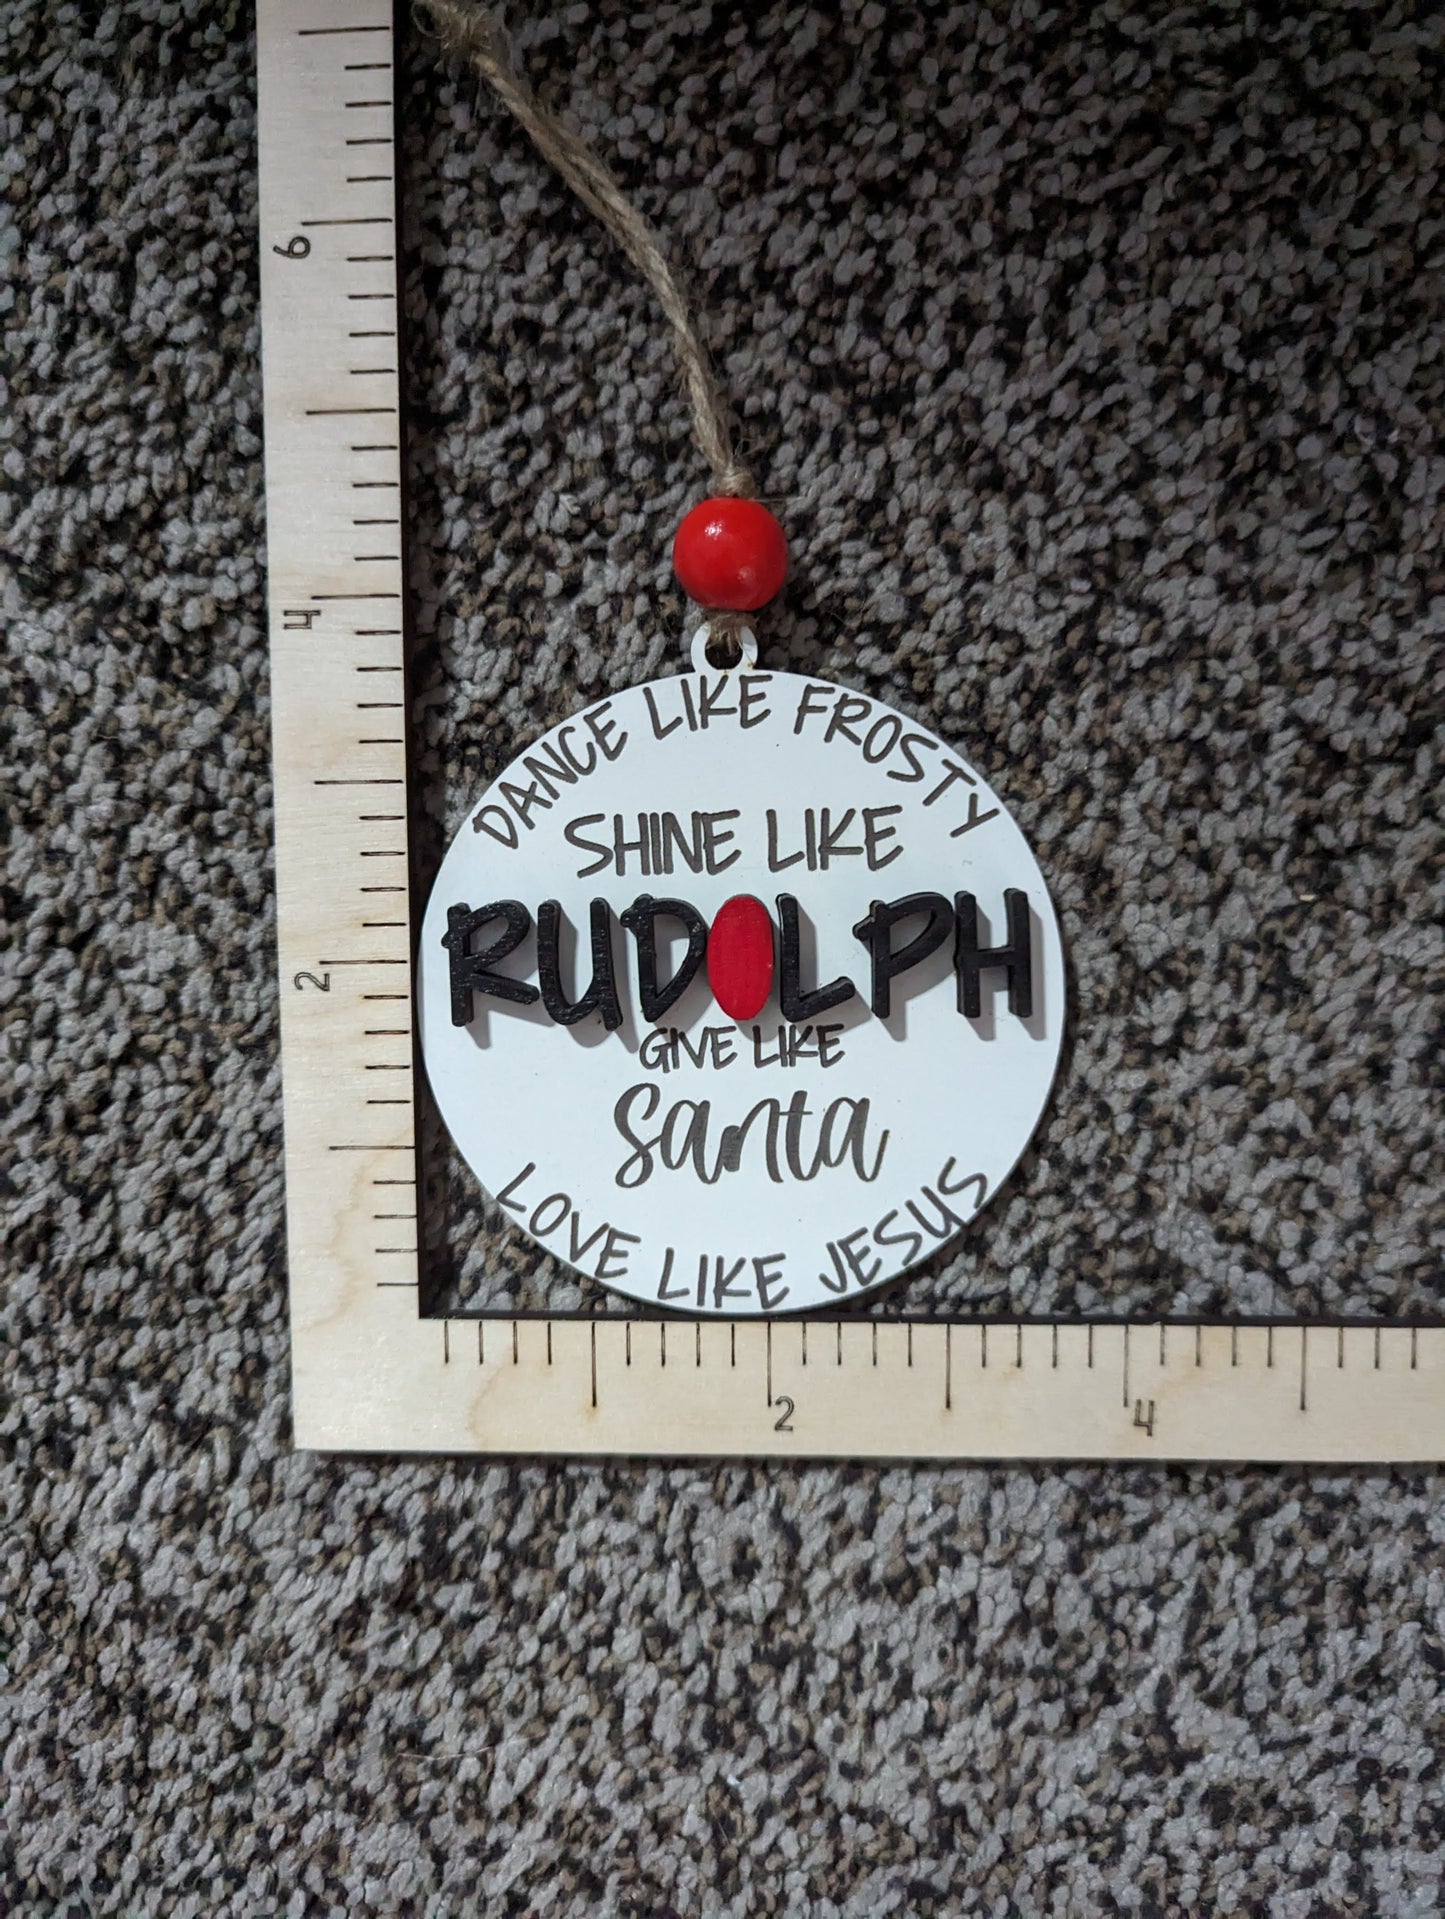 6
4
2
DANCE LIKE FROSTY
SHINE LIKE
RUDOLPH
GIVE LIKE
Santa
LOVE LIKE JESUS
2
4